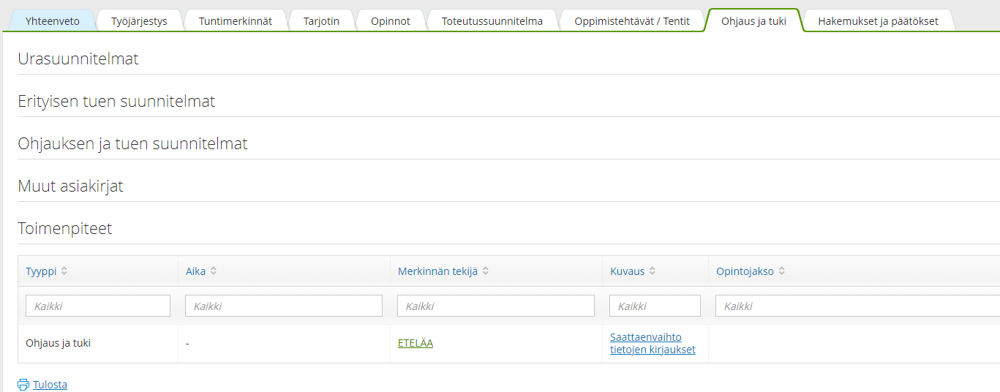 Yhteenveto Työjärjestys Tuntimerkinnät Tarjotin Opinnot Toteutussuunnitelma Oppimistehtävät / Tentit Ohjaus ja tuki Hakemukset ja päätökset
Urasuunnitelmat
Erityisen tuen suunnitelmat
Ohjauksen ja tuen suunnitelmat
Muut asiakirjat
Toimenpiteet
Tyyppi Aika Merkinnän tekijä Kuvaus Opintojakso
Kaikki Kaikki Kaikki Kaikki Kaikki
Ohjaus ja tuki - ETELÄA Saattaenvaihto
tietojen kirjaukset
Tulosta